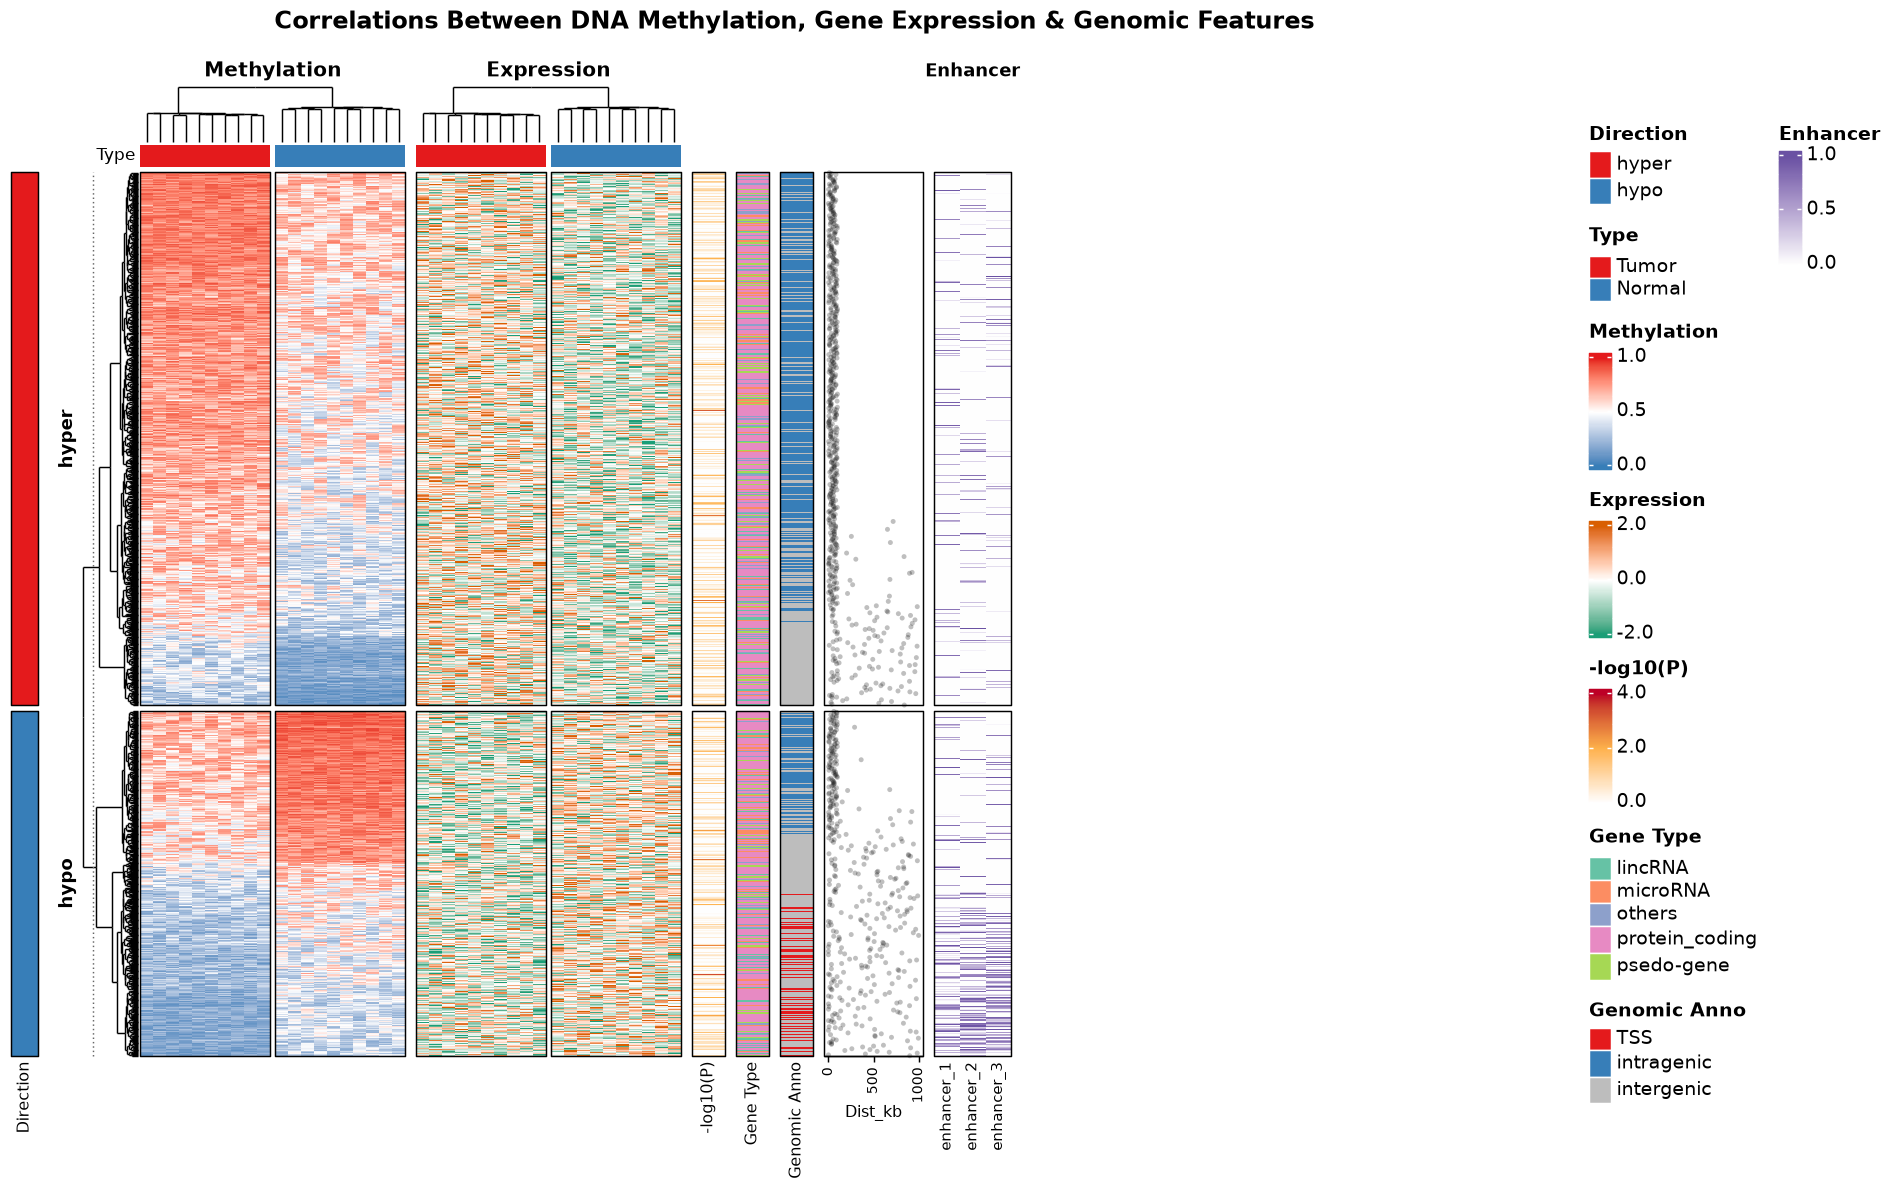 Correlations Between DNA Methylation, Gene Expression & Genomic Features
Methylation
Expression
Enhancer
Type
hyper
hypo
Direction
-log10(P)
Gene Type
Genomic Anno
0
500
1000
Dist_kb
enhancer_1
enhancer_2
enhancer_3
Direction
hyper
hypo
Type
Tumor
Normal
Methylation
1.0
0.5
0.0
Expression
2.0
0.0
-2.0
-log10(P)
4.0
2.0
0.0
Gene Type
lincRNA
microRNA
others
protein_coding
psedo-gene
Genomic Anno
TSS
intragenic
intergenic
Enhancer
1.0
0.5
0.0